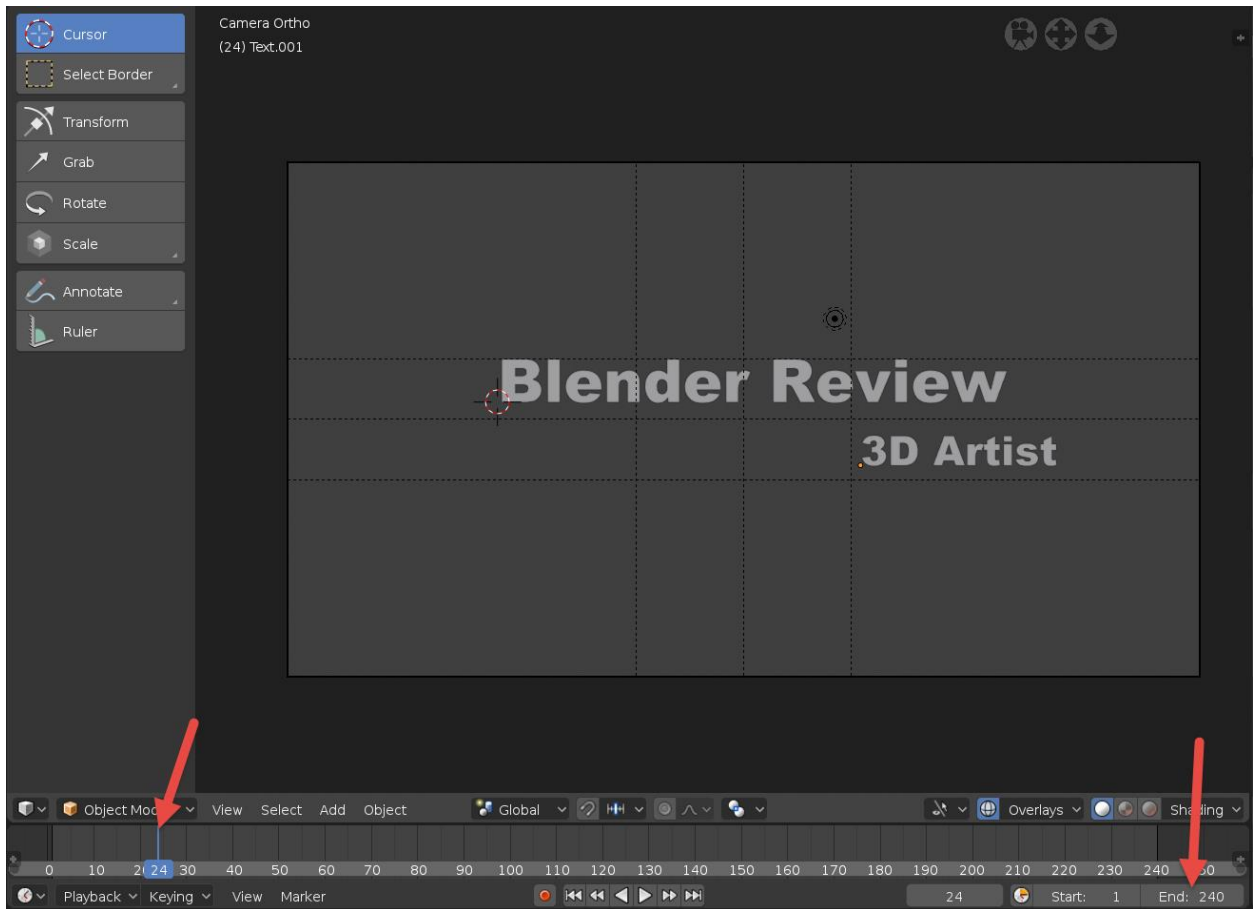 Cursor
Select Border
Transform
Grab
Rotate
Scale
Annotate
Ruler
Camera Ortho
(24) Text.001
Blender Review
3D Artist
Object Mod View Select Add Object Global Overlays Shading
0 10 20 24 30 40 50 60 70 80 90 100 110 120 130 140 150 160 170 180 190 200 210 220 230 240
Playback Keying View Marker 24 Start: 1 End: 240